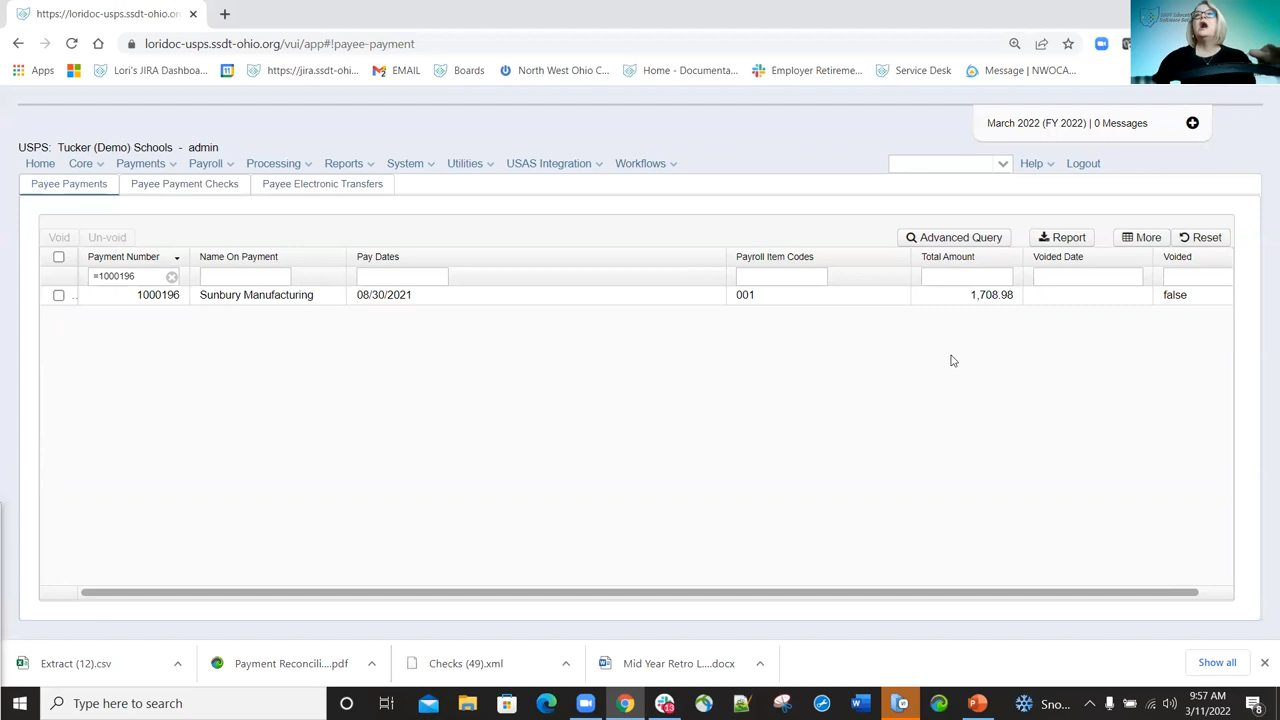 https://loridoc-usps.ssdt-ohio.or
loridoc-usps.ssdt-ohio.org/vui/app#!payee-payment
Apps
Lori's JIRA Dashboa...
https://jira.ssdt-ohi...
EMAIL
Boards
North West Ohio C...
Home - Documenta...
Employer Retireme...
Service Desk
Message | NWOCA...
March 2022 (FY 2022) | 0 Messages
USPS: Tucker (Demo) Schools - admin
Home Core Payments Payroll Processing Reports System Utilities USAS Integration Workflows Help Logout
Payee Payments Payee Payment Checks Payee Electronic Transfers
Void Un-void Advanced Query Report More Reset
Payment Number Name On Payment Pay Dates Payroll Item Codes Total Amount Voided Date Voided
=1000196
.. 1000196 Sunbury Manufacturing 08/30/2021 001 1,708.98 false
Extract (12).csv Payment Reconcili....pdf Checks (49).xml Mid Year Retro L....docx Show all
Type here to search
13
Sno...
9:57 AM
3/11/2022
8